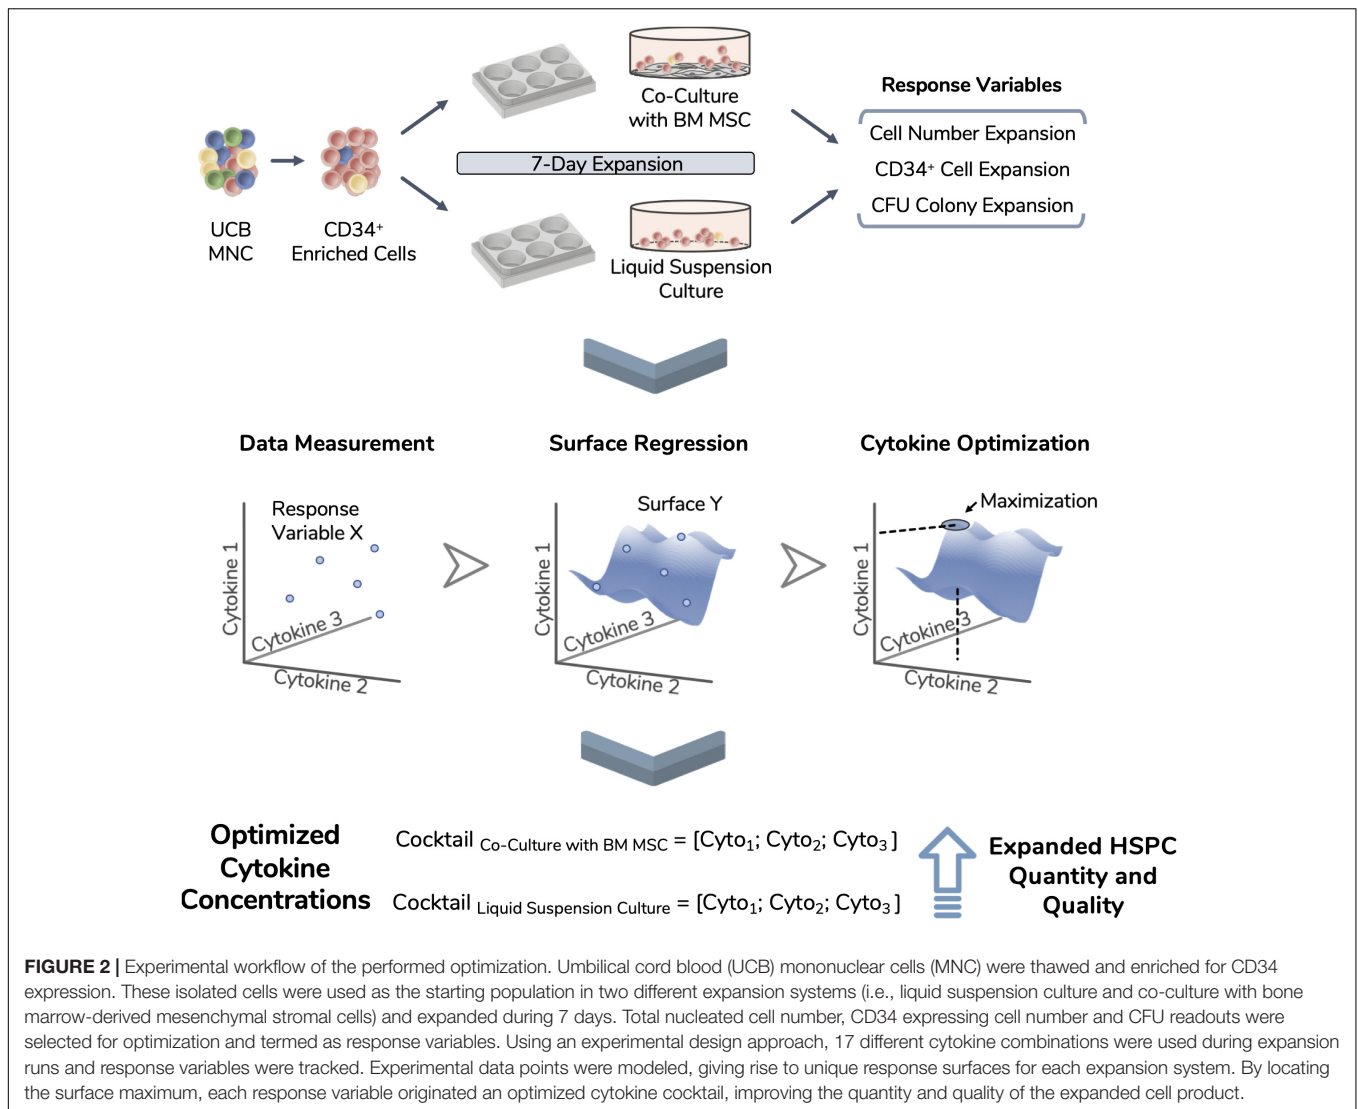 UCB
MNC
CD34⁺
Enriched Cells
Co-Culture
with BM MSC
7-Day Expansion
Liquid Suspension
Culture
Response Variables
Cell Number Expansion
CD34⁺ Cell Expansion
CFU Colony Expansion
Data Measurement
Response
Variable X
Cytokine 1
Cytokine 3
Cytokine 2
Surface Regression
Surface Y
Cytokine 1
Cytokine 3
Cytokine 2
Cytokine Optimization
Maximization
Cytokine 1
Cytokine 3
Cytokine 2
Optimized
Cytokine
Concentrations
Cocktail Co-Culture with BM MSC = [Cyto₁; Cyto₂; Cyto₃]
Cocktail Liquid Suspension Culture = [Cyto₁; Cyto₂; Cyto₃]
Expanded HSPC
Quantity and
Quality
FIGURE 2 | Experimental workflow of the performed optimization. Umbilical cord blood (UCB) mononuclear cells (MNC) were thawed and enriched for CD34
expression. These isolated cells were used as the starting population in two different expansion systems (i.e., liquid suspension culture and co-culture with bone
marrow-derived mesenchymal stromal cells) and expanded during 7 days. Total nucleated cell number, CD34 expressing cell number and CFU readouts were
selected for optimization and termed as response variables. Using an experimental design approach, 17 different cytokine combinations were used during expansion
runs and response variables were tracked. Experimental data points were modeled, giving rise to unique response surfaces for each expansion system. By locating
the surface maximum, each response variable originated an optimized cytokine cocktail, improving the quantity and quality of the expanded cell product.